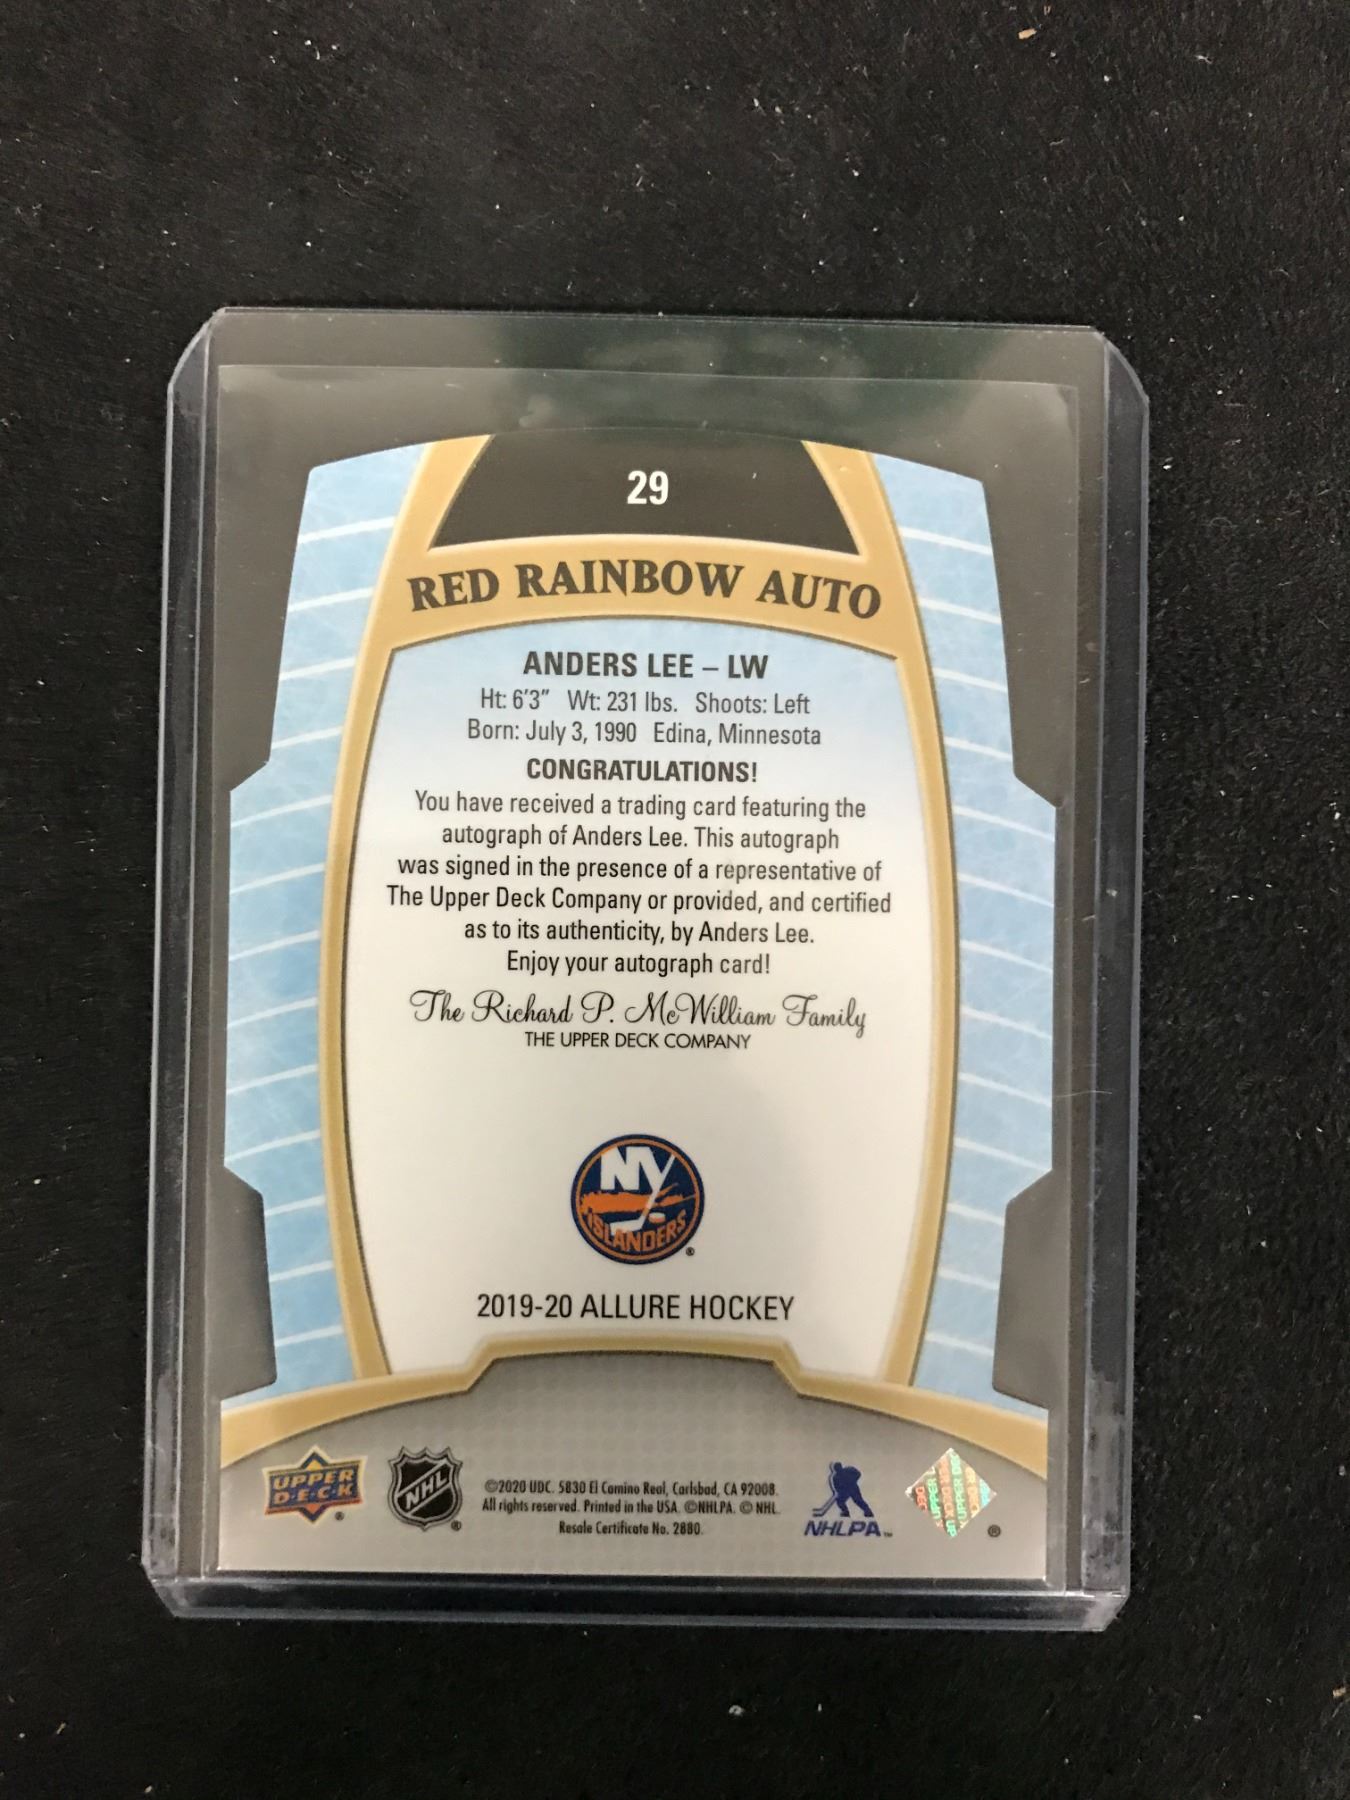 29
RED RAINBOW AUTO
ANDERS LEE – LW
Ht: 6'3" Wt: 231 lbs. Shoots: Left
Born: July 3, 1990 Edina, Minnesota
CONGRATULATIONS!
You have received a trading card featuring the
autograph of Anders Lee. This autograph
was signed in the presence of a representative of
The Upper Deck Company or provided, and certified
as to its authenticity, by Anders Lee.
Enjoy your autograph card!
The Richard P. McWilliam Family
THE UPPER DECK COMPANY
NY
ISLANDERS
®
2019-20 ALLURE HOCKEY
UPPER
D·E·C·K
®
NHL
®
©2020 UDC. 5830 El Camino Real, Carlsbad, CA 92008.
All rights reserved. Printed in the USA. ©NHLPA. © NHL.
Resale Certificate No. 2880.
NHLPA™
UPPER DECK
®